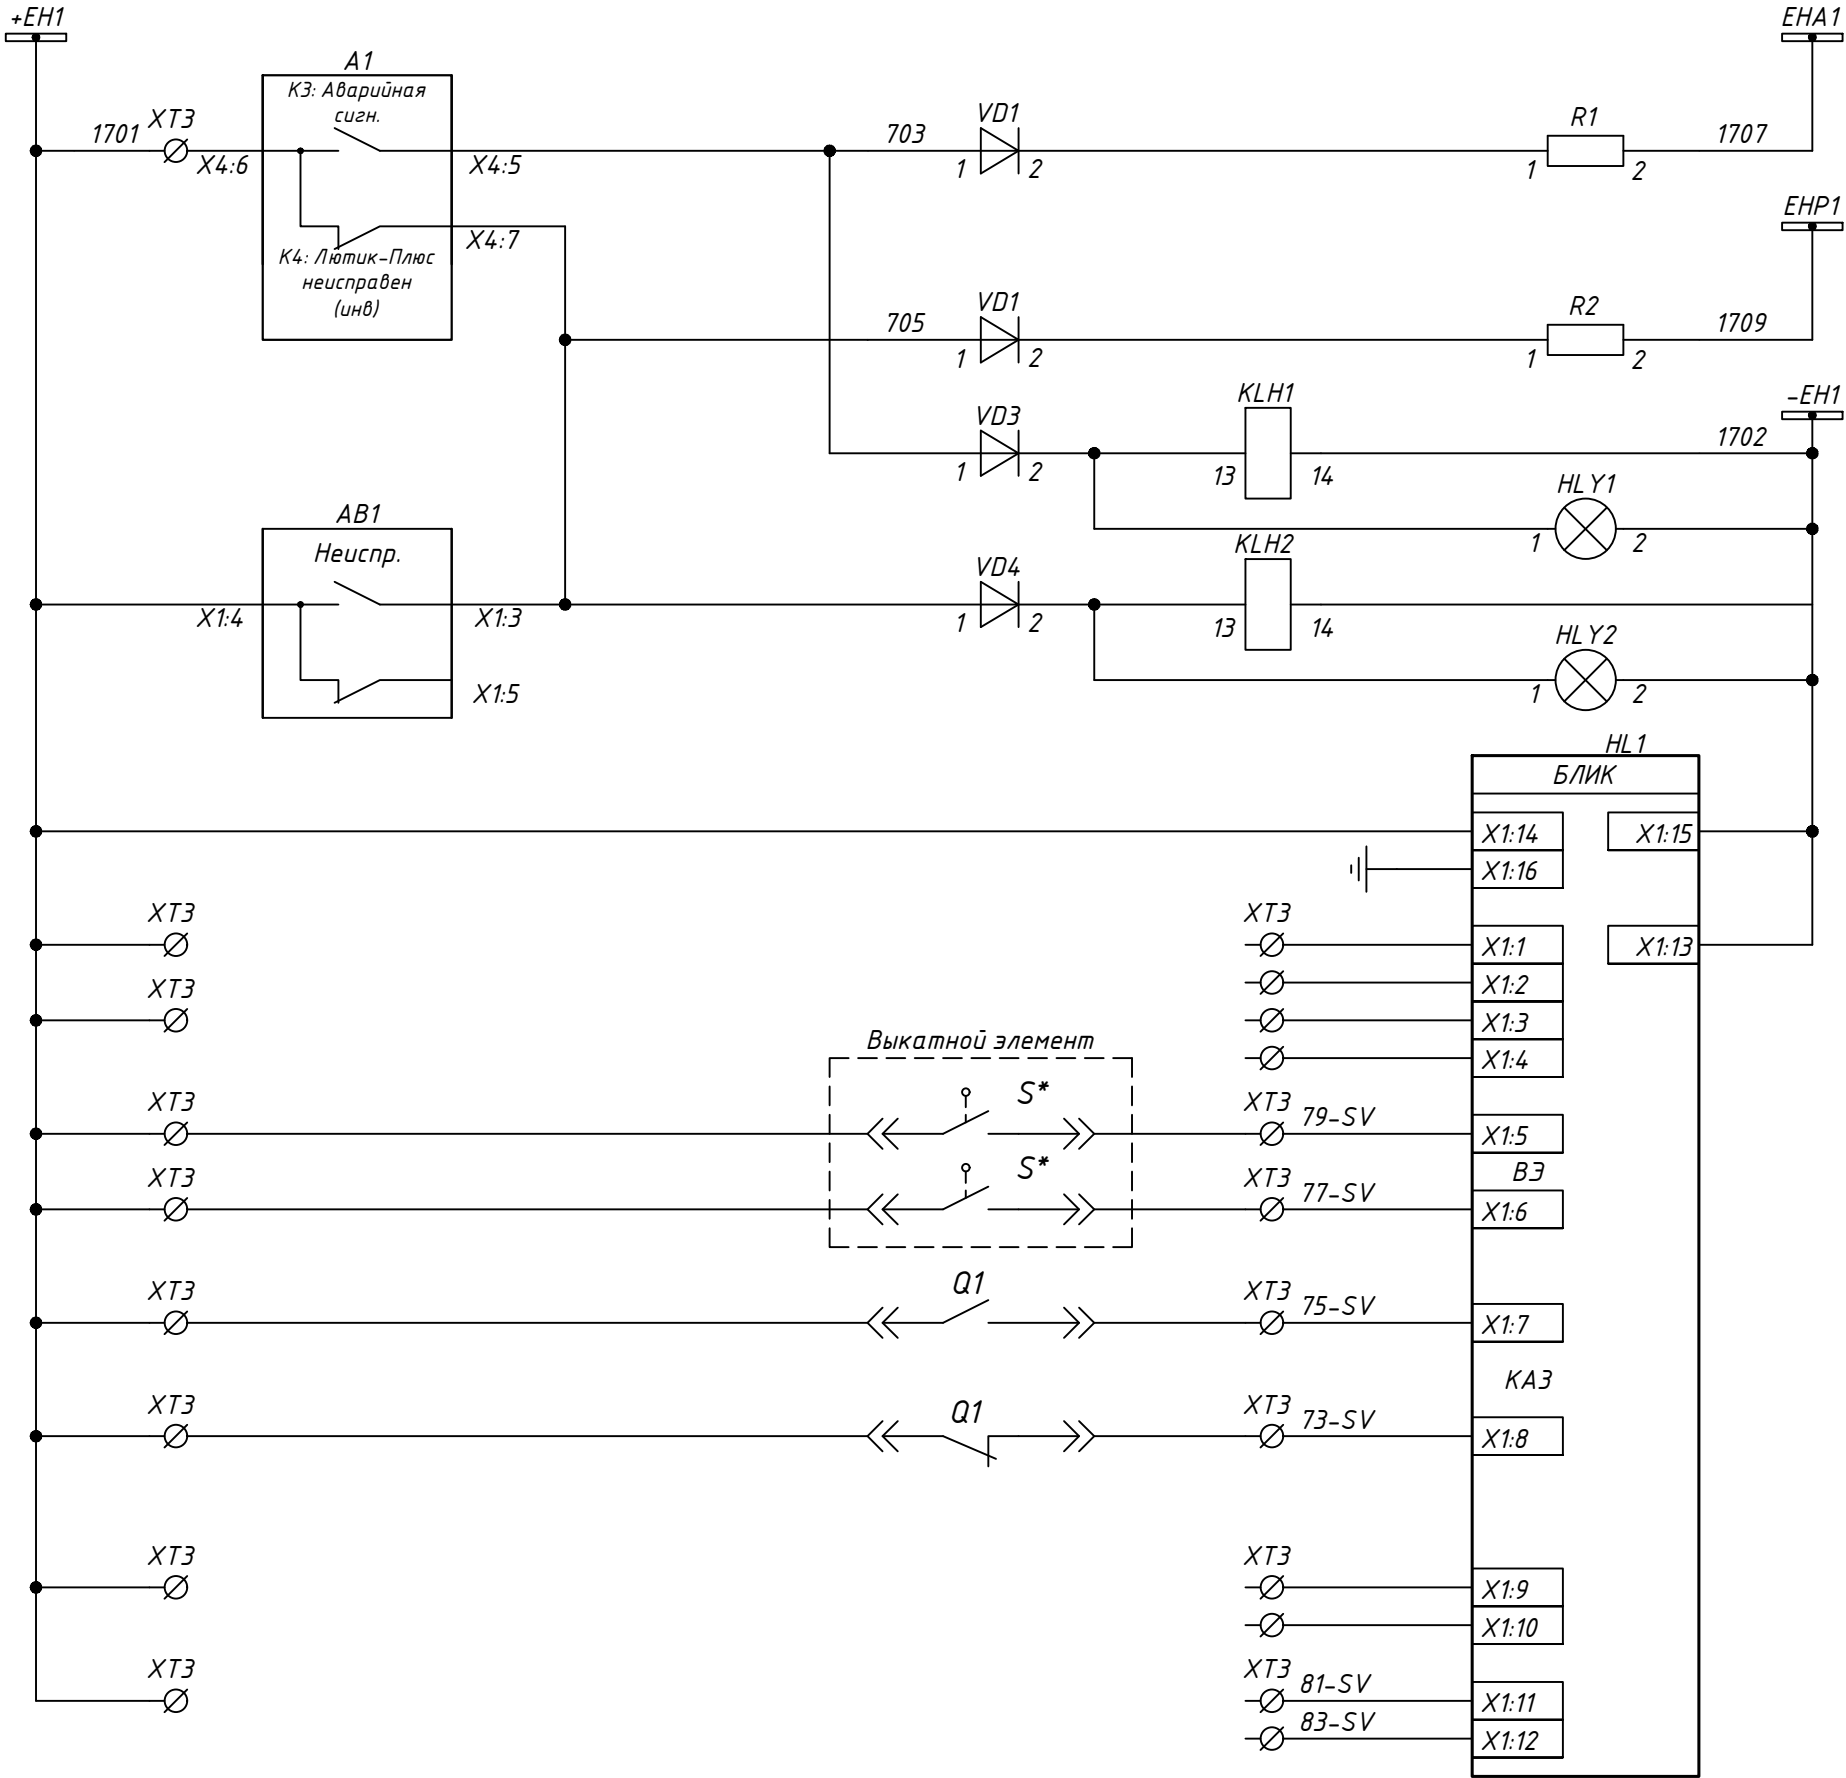 +EH1
EHA1
A1
К3: Аварийная
сигн.
1701
XT3
X4:6
X4:5
703
VD1
1
2
R1
1
2
1707
X4:7
EHP1
К4: Лютик-Плюс
неисправен
(инв)
705
VD1
1
2
R2
1
2
1709
VD3
1
2
KLH1
13
14
1702
-EH1
HLY1
1
2
AB1
Неиспр.
X1:4
X1:3
X1:5
VD4
1
2
KLH2
13
14
HLY2
1
2
HL1
БЛИК
X1:14
X1:15
X1:16
XT3
XT3
X1:1
X1:13
X1:2
XT3
X1:3
X1:4
Выкатной элемент
XT3
S*
XT3
79-SV
X1:5
ВЭ
XT3
S*
XT3
77-SV
X1:6
XT3
Q1
XT3
75-SV
X1:7
КАЗ
XT3
Q1
XT3
73-SV
X1:8
XT3
XT3
X1:9
X1:10
XT3
XT3
81-SV
X1:11
83-SV
X1:12